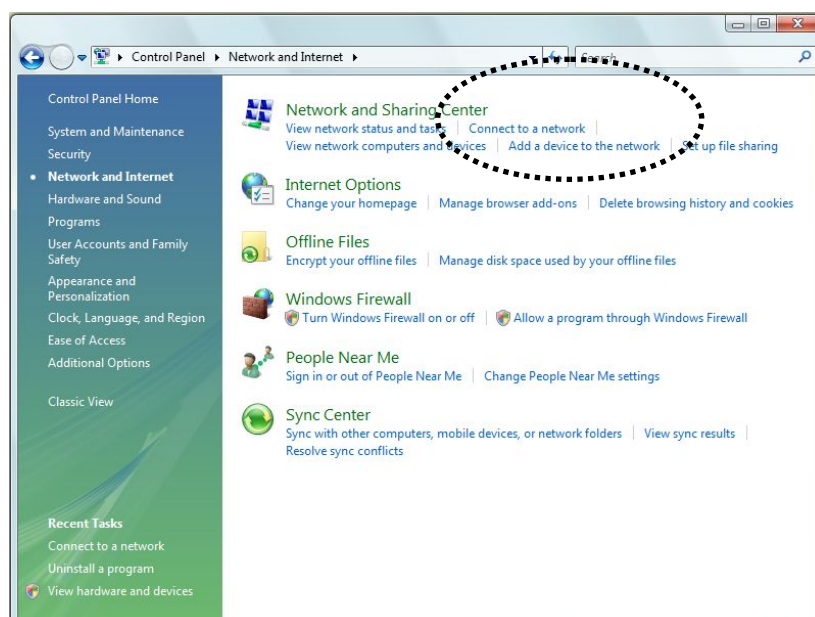 Control Panel Network and Internet Search
Control Panel Home
System and Maintenance
Security
Network and Internet
Hardware and Sound
Programs
User Accounts and Family
Safety
Appearance and
Personalization
Clock, Language, and Region
Ease of Access
Additional Options
Classic View
Recent Tasks
Connect to a network
Uninstall a program
View hardware and devices
Network and Sharing Center
View network status and tasks Connect to a network
View network computers and devices Add a device to the network Set up file sharing
Internet Options
Change your homepage Manage browser add-ons Delete browsing history and cookies
Offline Files
Encrypt your offline files Manage disk space used by your offline files
Windows Firewall
Turn Windows Firewall on or off Allow a program through Windows Firewall
People Near Me
Sign in or out of People Near Me Change People Near Me settings
Sync Center
Sync with other computers, mobile devices, or network folders View sync results
Resolve sync conflicts